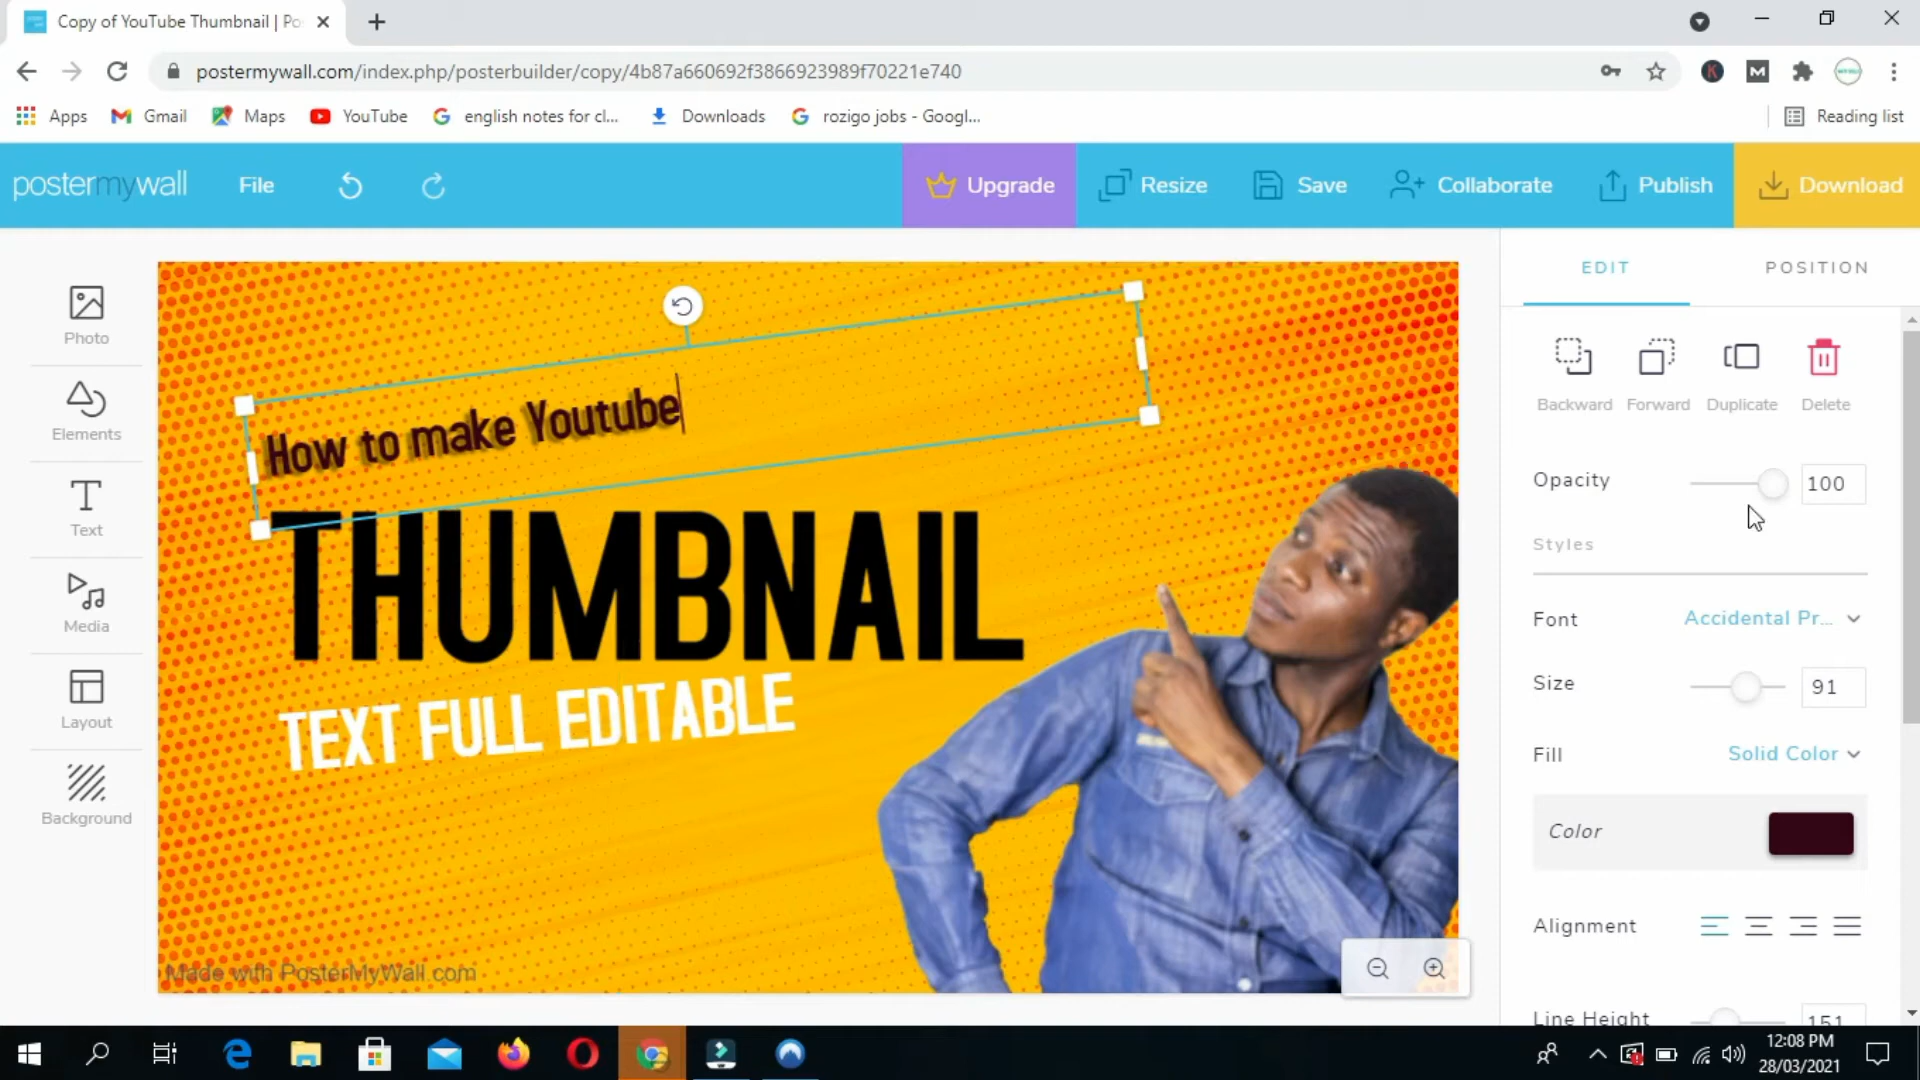 Copy of YouTube Thumbnail | Po
postermywall.com/index.php/posterbuilder/copy/4b87a660692f3866923989f70221e740
Apps Gmail Maps YouTube english notes for cl... Downloads rozigo jobs - Googl... Reading list
postermywall File Upgrade Resize Save Collaborate Publish Download
EDIT POSITION
Photo
Elements
Text
Media
Layout
Background
How to make Youtube
THUMBNAIL
TEXT FULL EDITABLE
Made with PosterMyWall.com
Backward Forward Duplicate Delete
Opacity 100
Styles
Font Accidental Pr...
Size 91
Fill Solid Color
Color
Alignment
Line Height 151
12:08 PM
28/03/2021